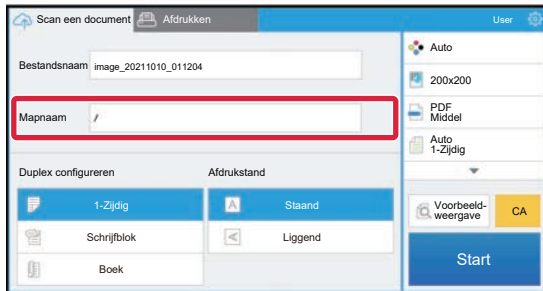 Scan een document
Afdrukken
User
Bestandsnaam
image_20211010_011204
Mapnaam
/
Duplex configureren
Afdrukstand
1-Zijdig
Staand
Schrijfblok
Liggend
Boek
Auto
200x200
PDF
Middel
Auto
1-Zijdig
Voorbeeld-
weergave
CA
Start